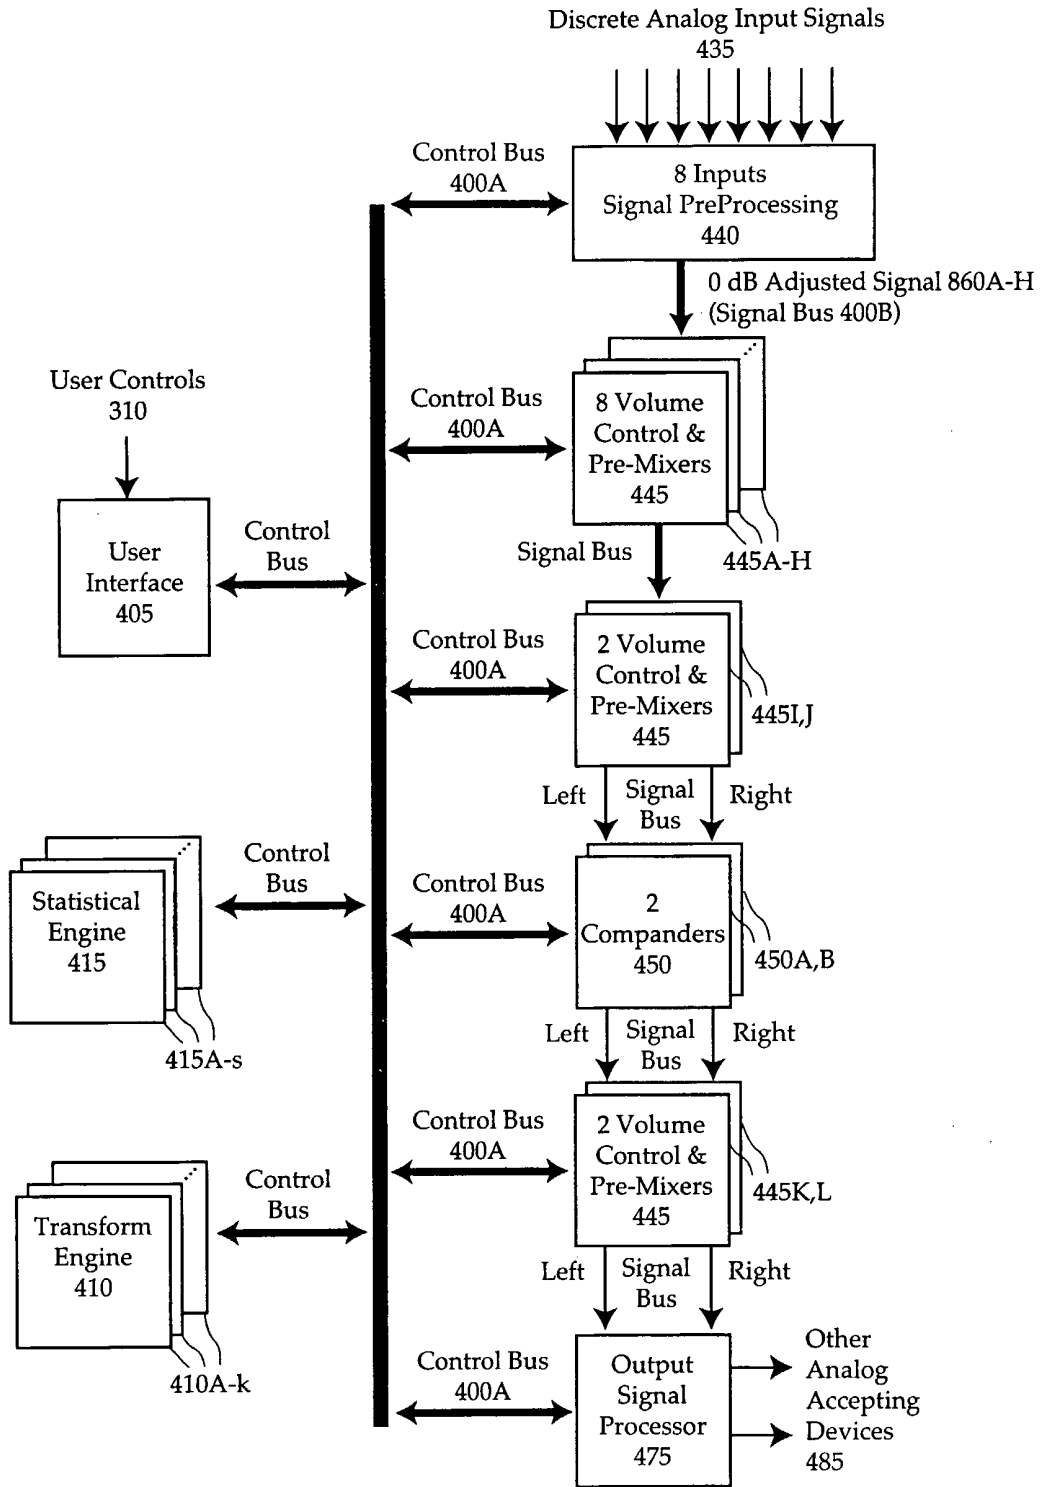 Discrete Analog Input Signals
435
Control Bus
400A
8 Inputs
Signal PreProcessing
440
0 dB Adjusted Signal 860A-H
(Signal Bus 400B)
User Controls
310
Control Bus
400A
8 Volume
Control &
Pre-Mixers
445
445A-H
User
Interface
405
Control
Bus
Signal Bus
Control Bus
400A
2 Volume
Control &
Pre-Mixers
445
445I,J
Left
Signal
Bus
Right
Statistical
Engine
415
415A-s
Control
Bus
Control Bus
400A
2
Companders
450
450A,B
Left
Signal
Bus
Right
Control Bus
400A
2 Volume
Control &
Pre-Mixers
445
445K,L
Transform
Engine
410
410A-k
Control
Bus
Left
Signal
Bus
Right
Control Bus
400A
Output
Signal
Processor
475
Other
Analog
Accepting
Devices
485